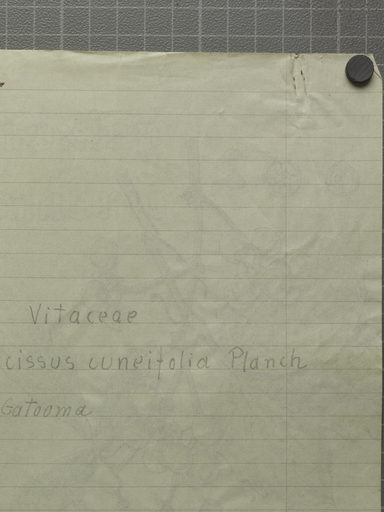 Vitaceae
cissus cuneifolia Planch
Gatooma